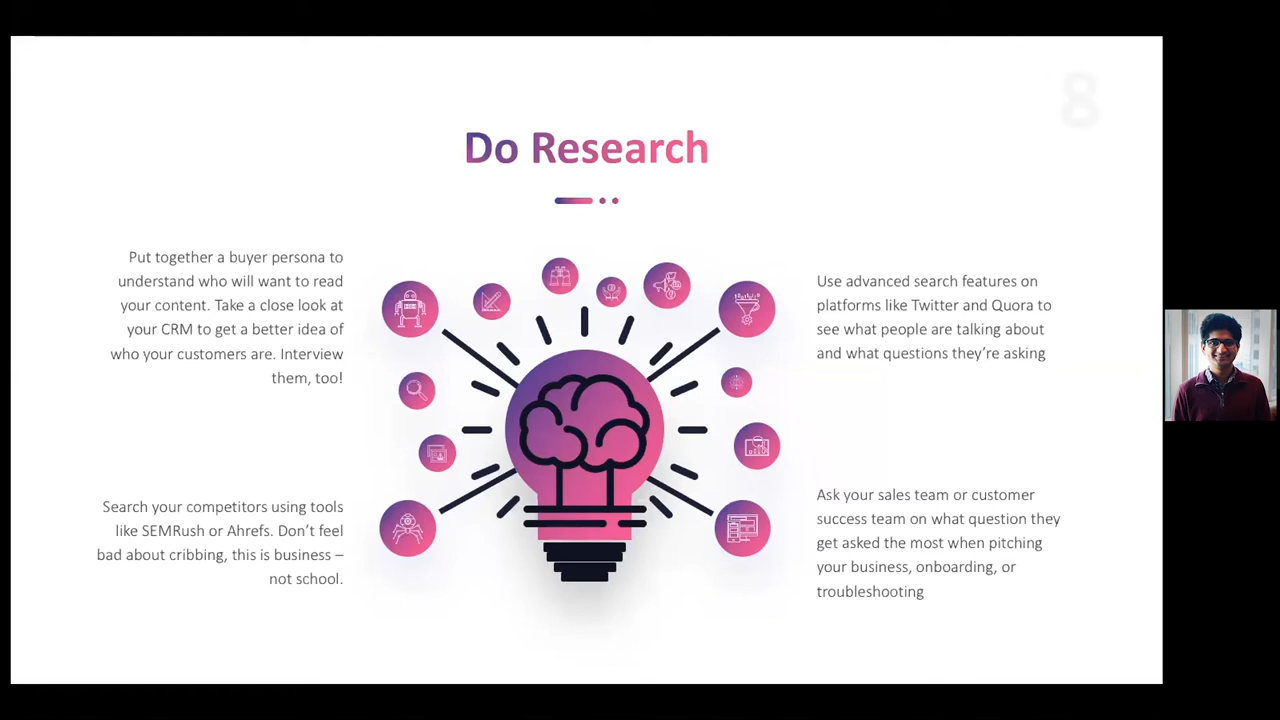 8
Do Research
Put together a buyer persona to
understand who will want to read
your content. Take a close look at
your CRM to get a better idea of
who your customers are. Interview
them, too!
Use advanced search features on
platforms like Twitter and Quora to
see what people are talking about
and what questions they’re asking
Search your competitors using tools
like SEMRush or Ahrefs. Don’t feel
bad about cribbing, this is business –
not school.
Ask your sales team or customer
success team on what question they
get asked the most when pitching
your business, onboarding, or
troubleshooting